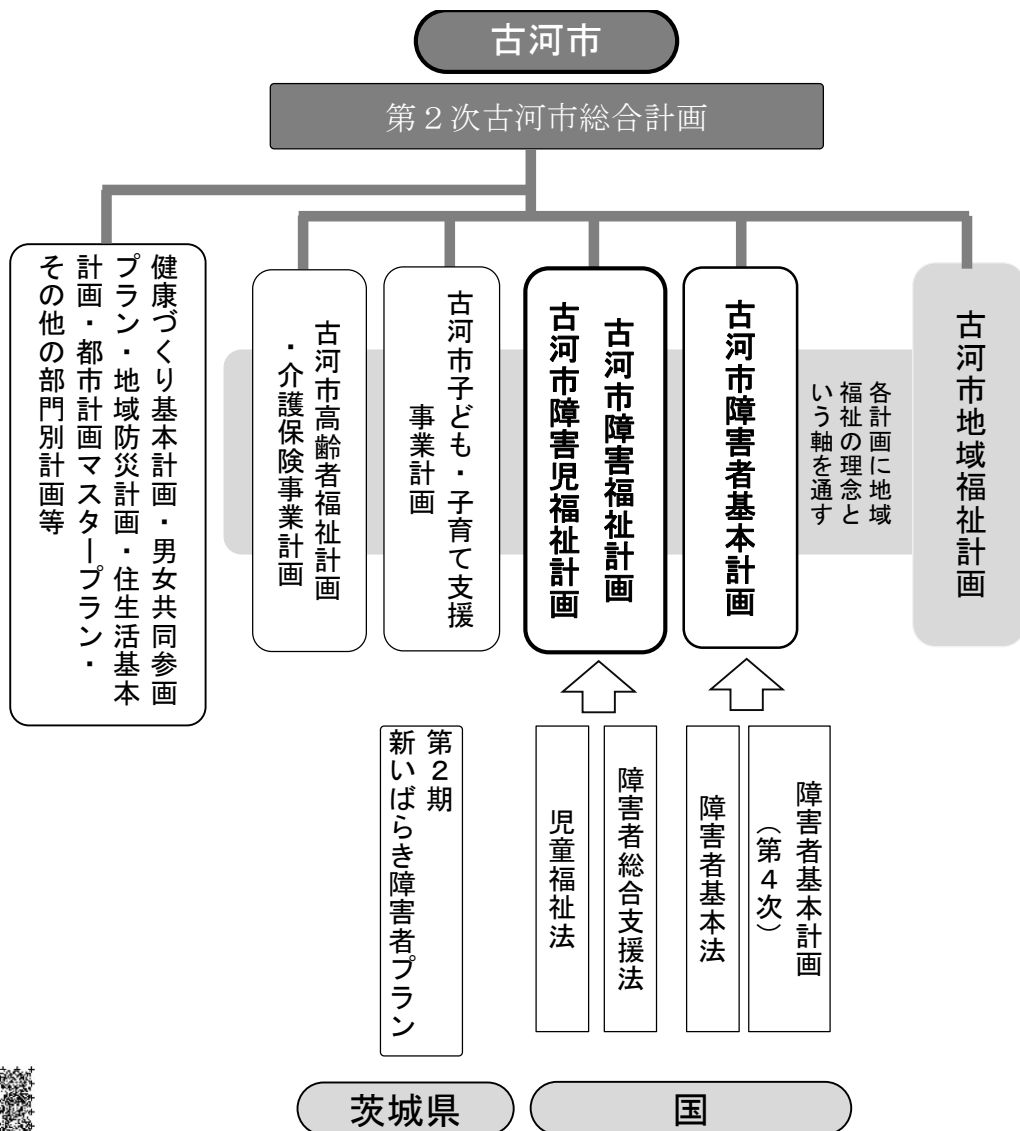 古河市
第２次古河市総合計画
古河市地域福祉計画
各計画に地域
福祉の理念と
いう軸を通す
古河市障害者基本計画
古河市障害福祉計画
古河市障害児福祉計画
古河市子ども・子育て支援
事業計画
古河市高齢者福祉計画
・介護保険事業計画
健康づくり基本計画・男女共同参画
プラン・地域防災計画・住生活基本
計画・都市計画マスタープラン・
その他の部門別計画等
障害者基本計画
（第４次）
障害者基本法
障害者総合支援法
児童福祉法
第２期
新いばらき障害者プラン
茨城県
国